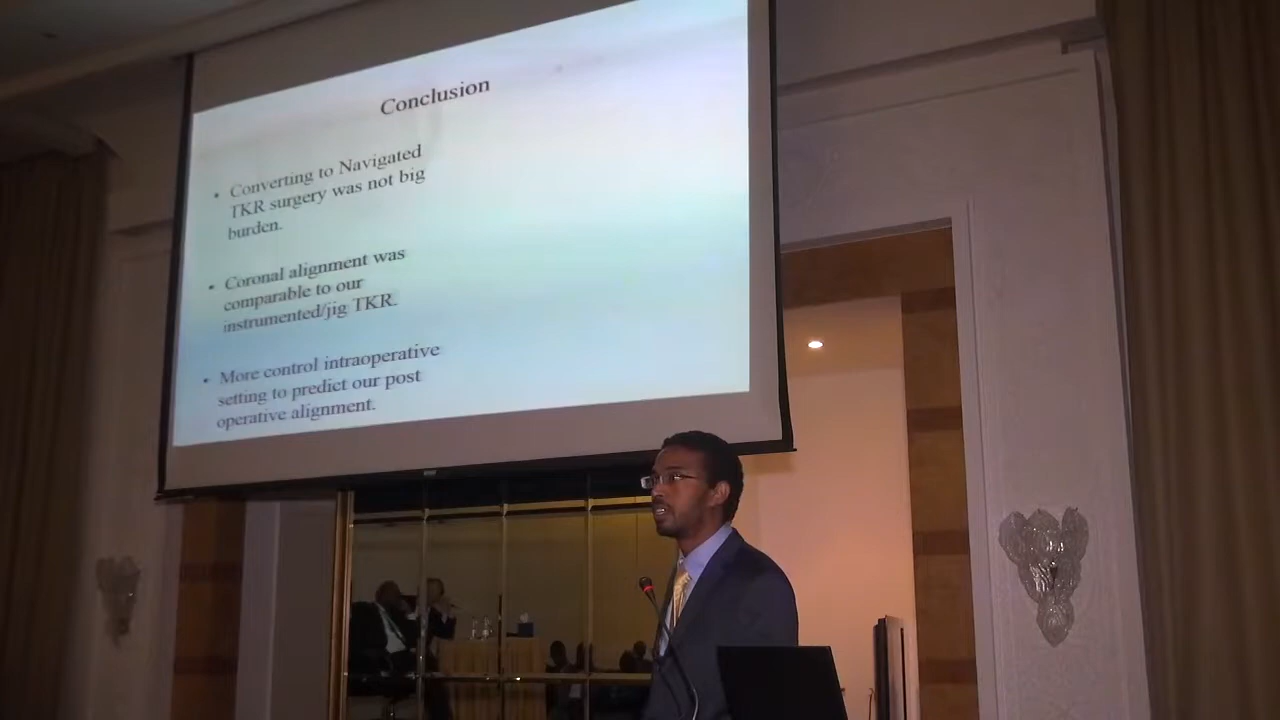 Conclusion
• Converting to Navigated
TKR surgery was not big
burden.
• Coronal alignment was
comparable to our
instrumented/jig TKR.
• More control intraoperative
setting to predict our post
operative alignment.